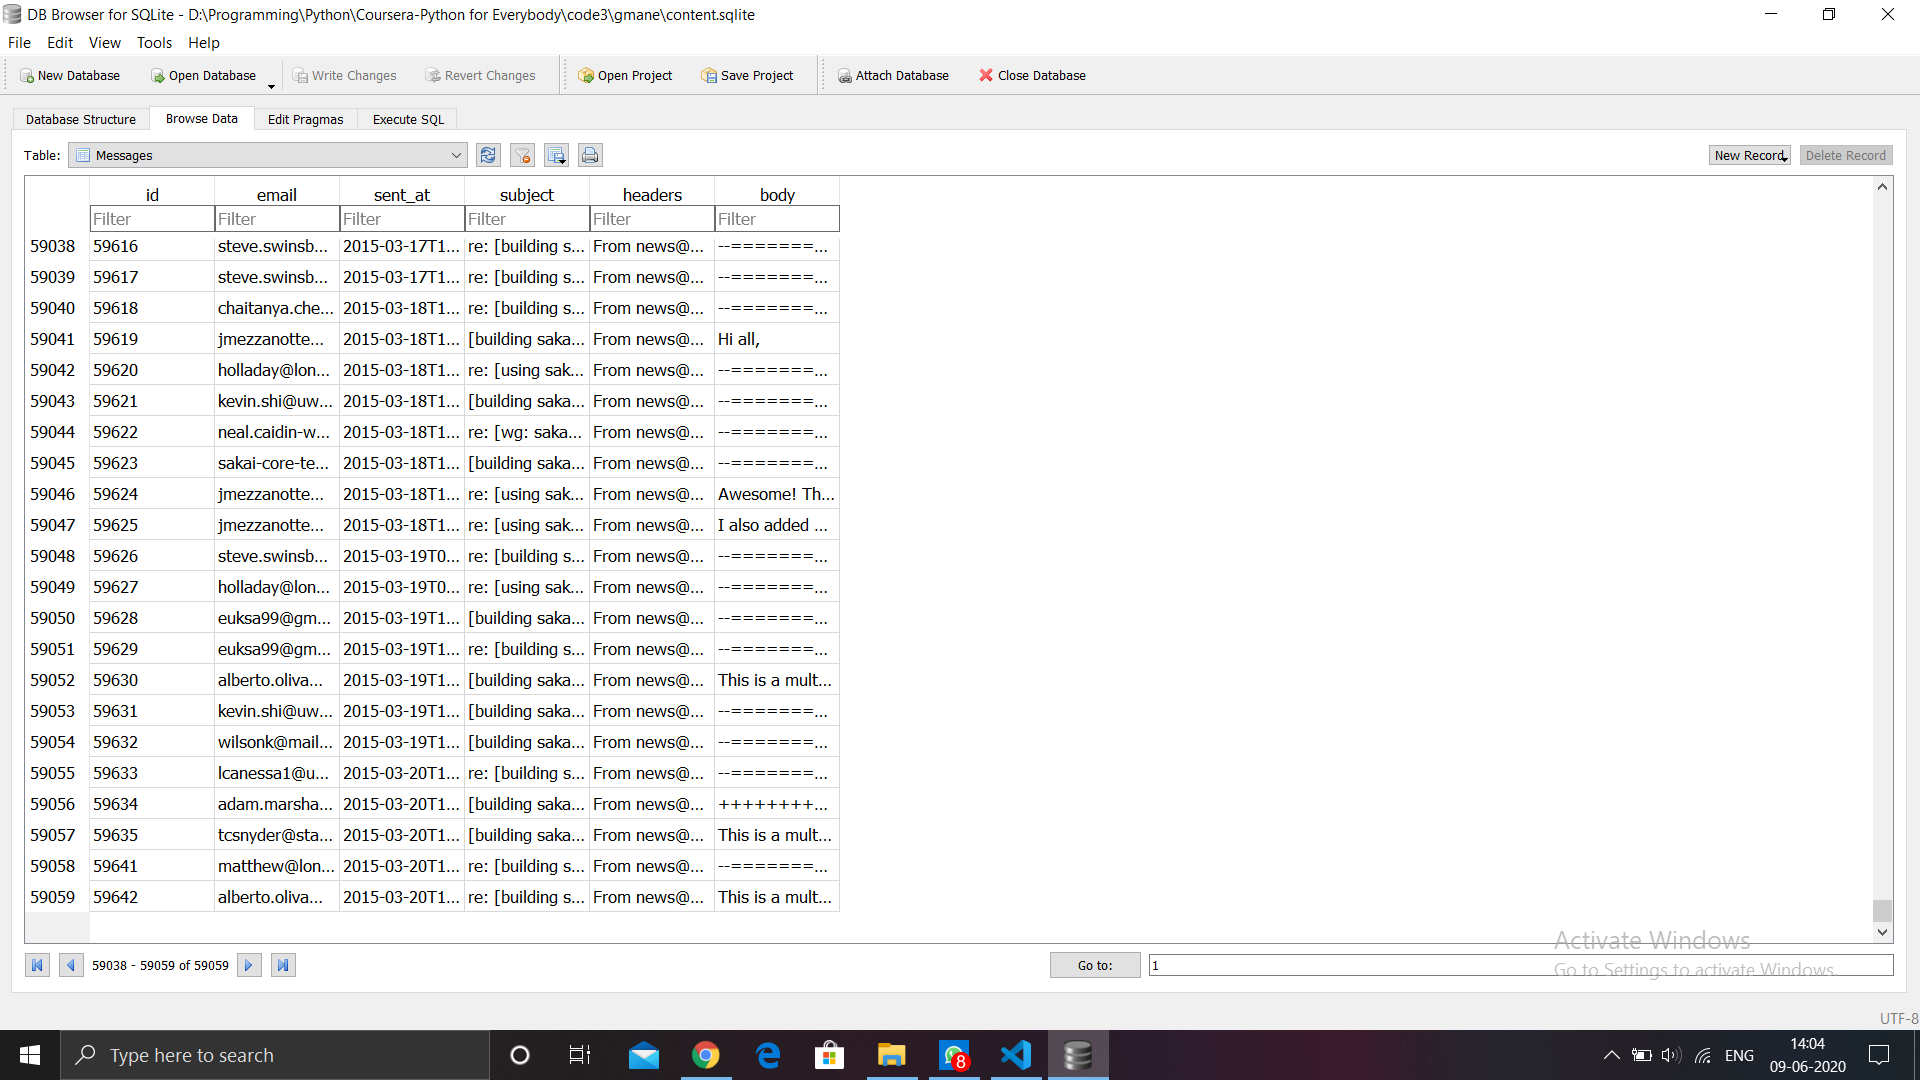 DB Browser for SQLite - D:\Programming\Python\Coursera-Python for Everybody\code3\gmane\content.sqlite
File Edit View Tools Help
New Database Open Database Write Changes Revert Changes Open Project Save Project Attach Database Close Database
Database Structure Browse Data Edit Pragmas Execute SQL
Table: Messages New Record Delete Record
id email sent_at subject headers body
Filter Filter Filter Filter Filter Filter
59038 59616 steve.swinsb... 2015-03-17T1... re: [building s... From news@... --=======...
59039 59617 steve.swinsb... 2015-03-17T1... re: [building s... From news@... --=======...
59040 59618 chaitanya.che... 2015-03-18T1... re: [building s... From news@... --=======...
59041 59619 jmezzanotte... 2015-03-18T1... [building saka... From news@... Hi all,
59042 59620 holladay@lon... 2015-03-18T1... re: [using sak... From news@... --=======...
59043 59621 kevin.shi@uw... 2015-03-18T1... [building saka... From news@... --=======...
59044 59622 neal.caidin-w... 2015-03-18T1... re: [wg: saka... From news@... --=======...
59045 59623 sakai-core-te... 2015-03-18T1... [building saka... From news@... --=======...
59046 59624 jmezzanotte... 2015-03-18T1... re: [using sak... From news@... Awesome! Th...
59047 59625 jmezzanotte... 2015-03-18T1... re: [using sak... From news@... I also added ...
59048 59626 steve.swinsb... 2015-03-19T0... re: [building s... From news@... --=======...
59049 59627 holladay@lon... 2015-03-19T0... re: [using sak... From news@... --=======...
59050 59628 euksa99@gm... 2015-03-19T1... [building saka... From news@... --=======...
59051 59629 euksa99@gm... 2015-03-19T1... re: [building s... From news@... --=======...
59052 59630 alberto.oliva... 2015-03-19T1... [building saka... From news@... This is a mult...
59053 59631 kevin.shi@uw... 2015-03-19T1... [building saka... From news@... --=======...
59054 59632 wilsonk@mail... 2015-03-19T1... [building saka... From news@... --=======...
59055 59633 lcanessa1@u... 2015-03-20T1... re: [building s... From news@... --=======...
59056 59634 adam.marsha... 2015-03-20T1... [building saka... From news@... ++++++++...
59057 59635 tcsnyder@sta... 2015-03-20T1... [building saka... From news@... This is a mult...
59058 59641 matthew@lon... 2015-03-20T1... re: [building s... From news@... --=======...
59059 59642 alberto.oliva... 2015-03-20T1... re: [building s... From news@... This is a mult...
Activate Windows
Go to Settings to activate Windows.
59038 - 59059 of 59059 Go to: 1
UTF-8
Type here to search 8 ENG 14:04
09-06-2020